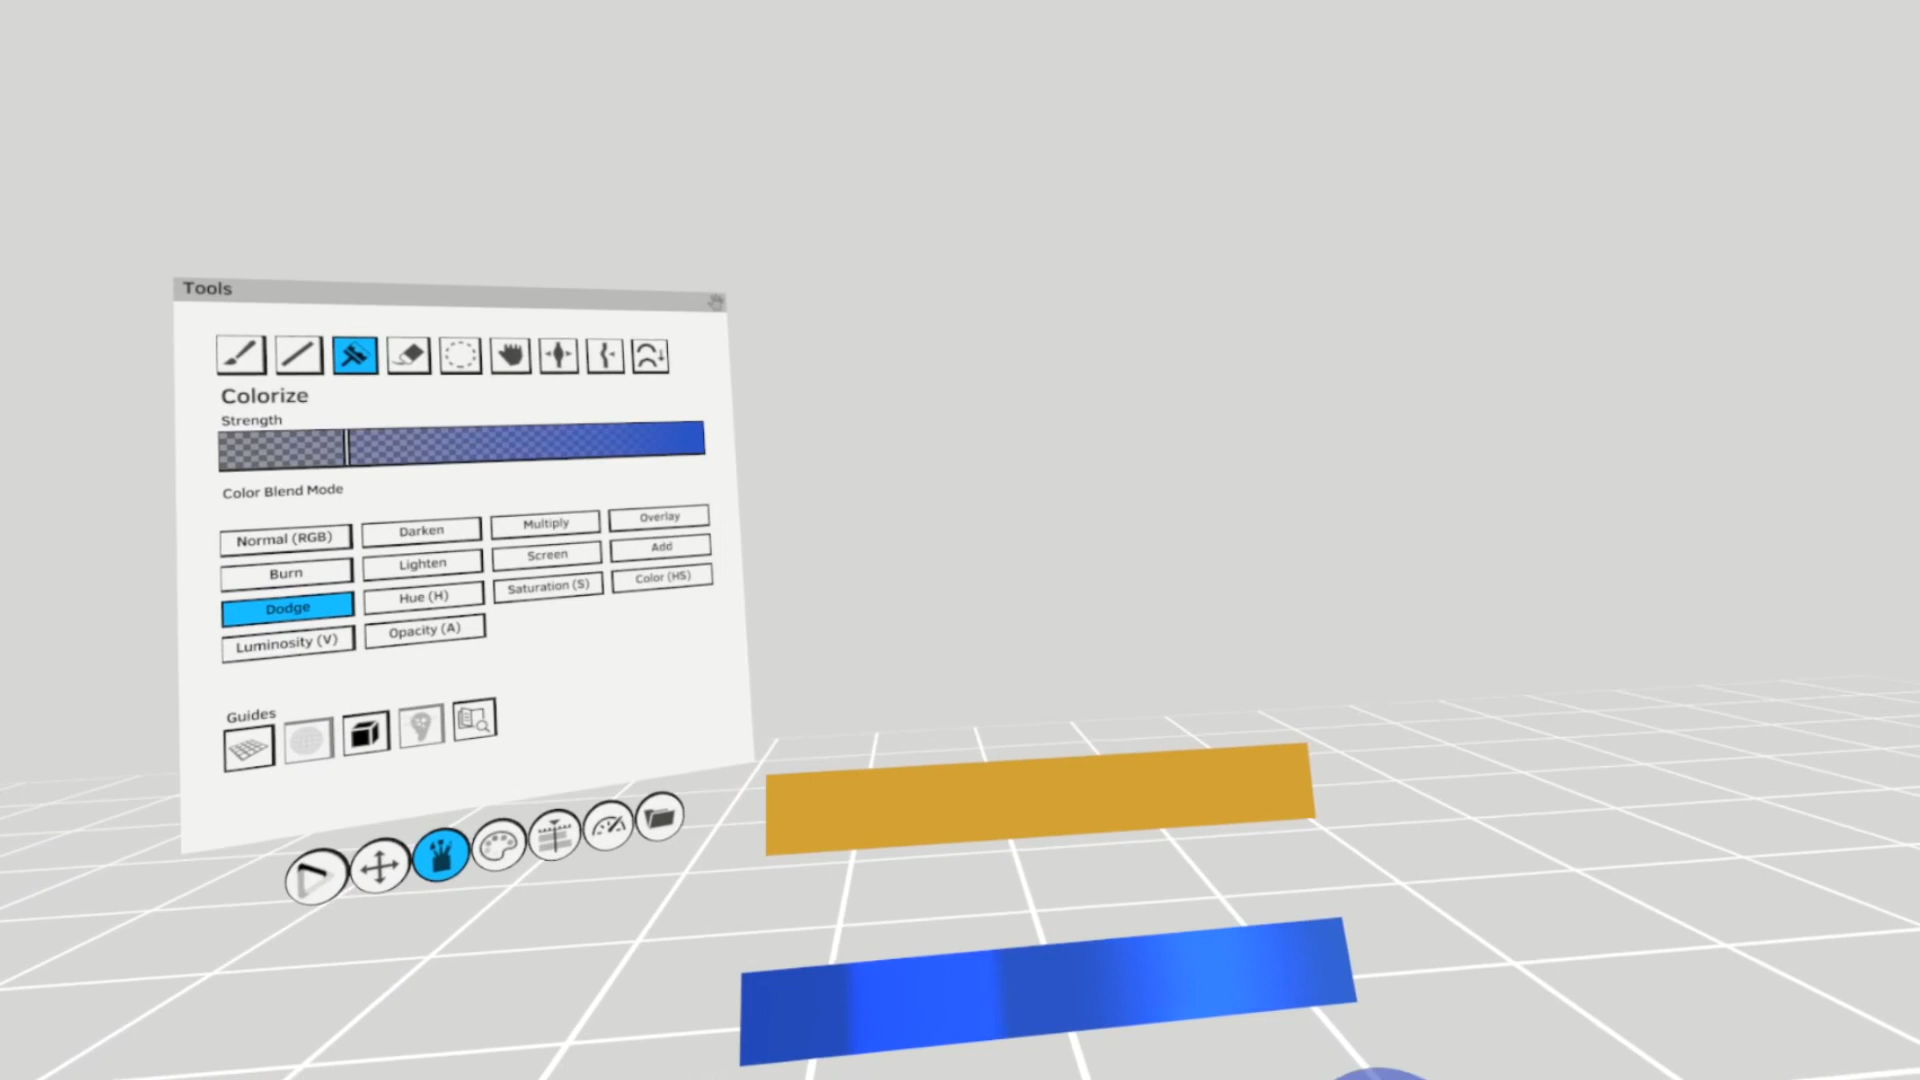 Tools
Colorize
Strength
Color Blend Mode
Normal (RGB) Darken Multiply Overlay
Burn Lighten Screen Add
Dodge Hue (H) Saturation (S) Color (HS)
Luminosity (V) Opacity (A)
Guides